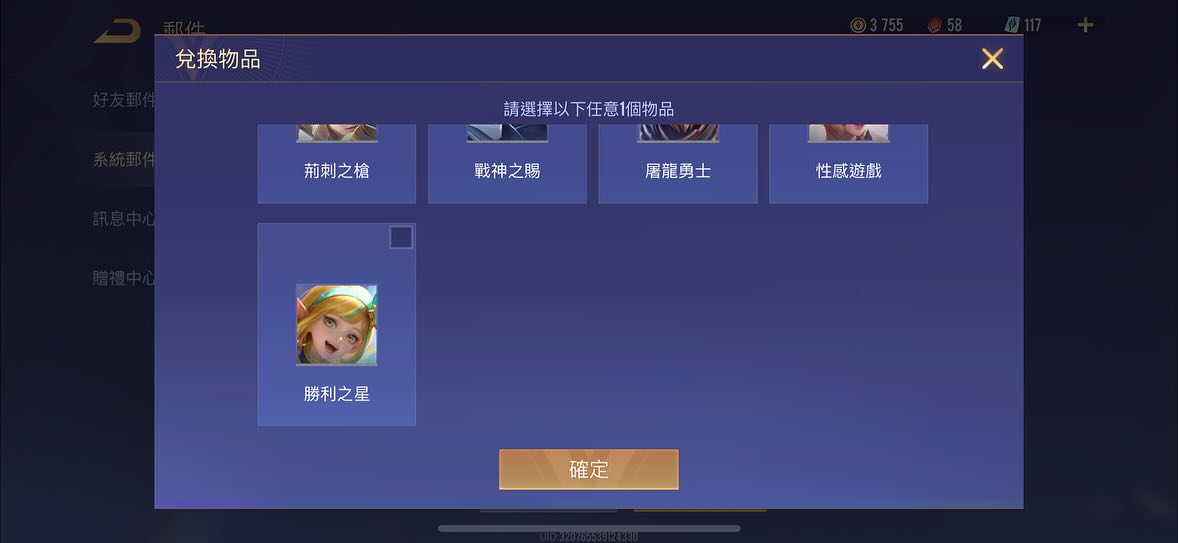 郵件
3 755
58
117
兌換物品
請選擇以下任意1個物品
好友郵件
系統郵件
訊息中心
贈禮中心
荊刺之槍
戰神之賜
屠龍勇士
性感遊戲
勝利之星
確定
UID:320765539124330